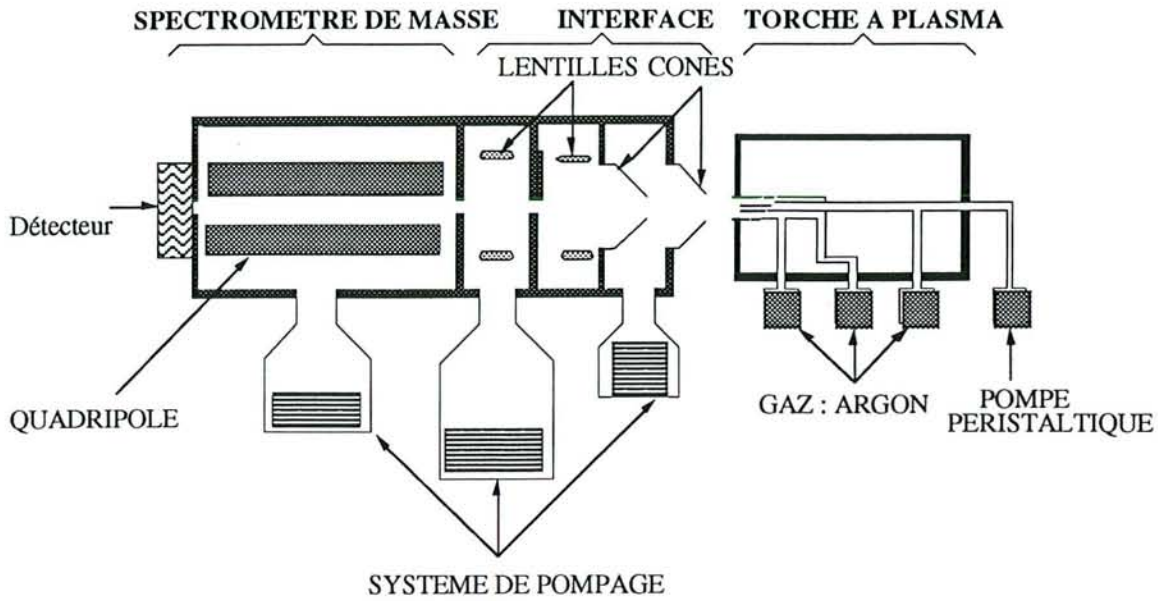 SPECTROMETRE DE MASSE
INTERFACE
TORCHE A PLASMA
LENTILLES CONES
Détecteur
QUADRIPOLE
GAZ : ARGON
POMPE
PERISTALTIQUE
SYSTEME DE POMPAGE